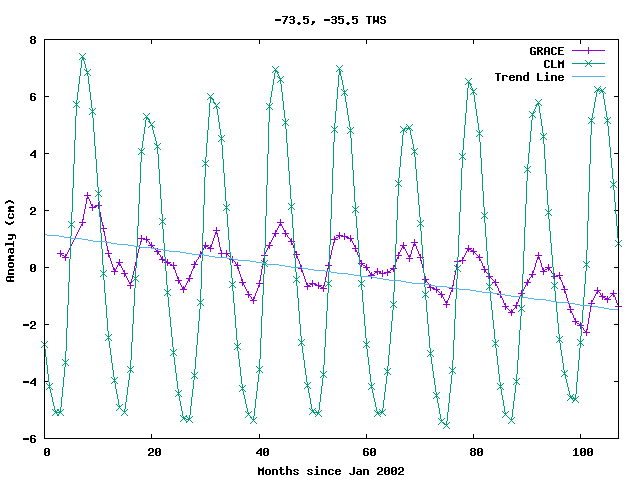 -73.5, -35.5 TWS
GRACE
CLM
Trend Line
8
6
4
2
0
-2
-4
-6
Anomaly (cm)
0 20 40 60 80 100
Months since Jan 2002